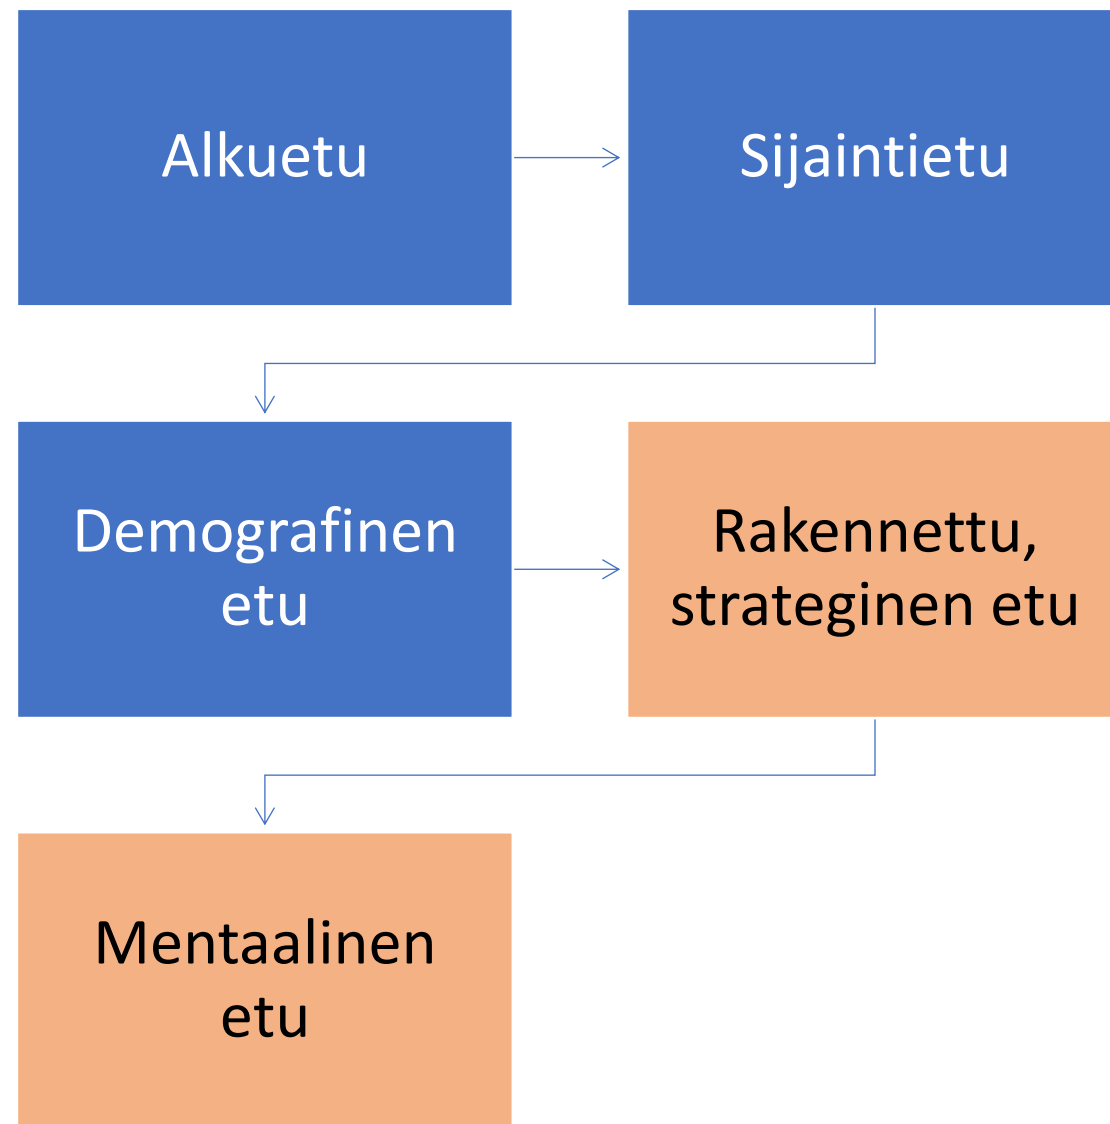 Alkuetu
Sijaintietu
Demografinen
etu
Rakennettu,
strateginen etu
Mentaalinen
etu